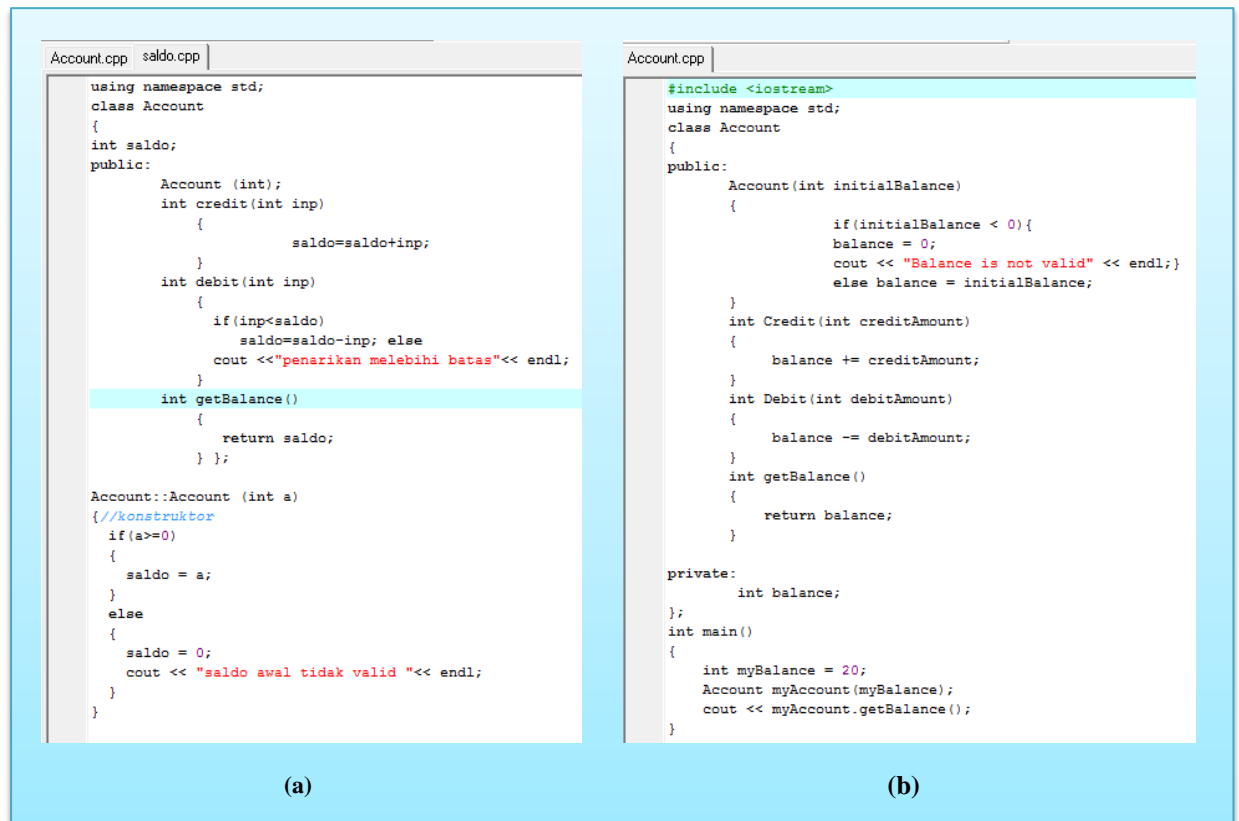 Account.cpp saldo.cpp
using namespace std;
class Account
{
int saldo;
public:
Account (int);
int credit(int inp)
{
saldo=saldo+inp;
}
int debit(int inp)
{
if(inp<saldo)
saldo=saldo-inp; else
cout <<"penarikan melebihi batas"<< endl;
}
int getBalance()
{
return saldo;
} };
Account::Account (int a)
{//konstruktor
if(a>=0)
{
saldo = a;
}
else
{
saldo = 0;
cout << "saldo awal tidak valid "<< endl;
}
}
(a)
Account.cpp
#include <iostream>
using namespace std;
class Account
{
public:
Account(int initialBalance)
{
if(initialBalance < 0){
balance = 0;
cout << "Balance is not valid" << endl;}
else balance = initialBalance;
}
int Credit(int creditAmount)
{
balance += creditAmount;
}
int Debit(int debitAmount)
{
balance -= debitAmount;
}
int getBalance()
{
return balance;
}
private:
int balance;
};
int main()
{
int myBalance = 20;
Account myAccount(myBalance);
cout << myAccount.getBalance();
}
(b)